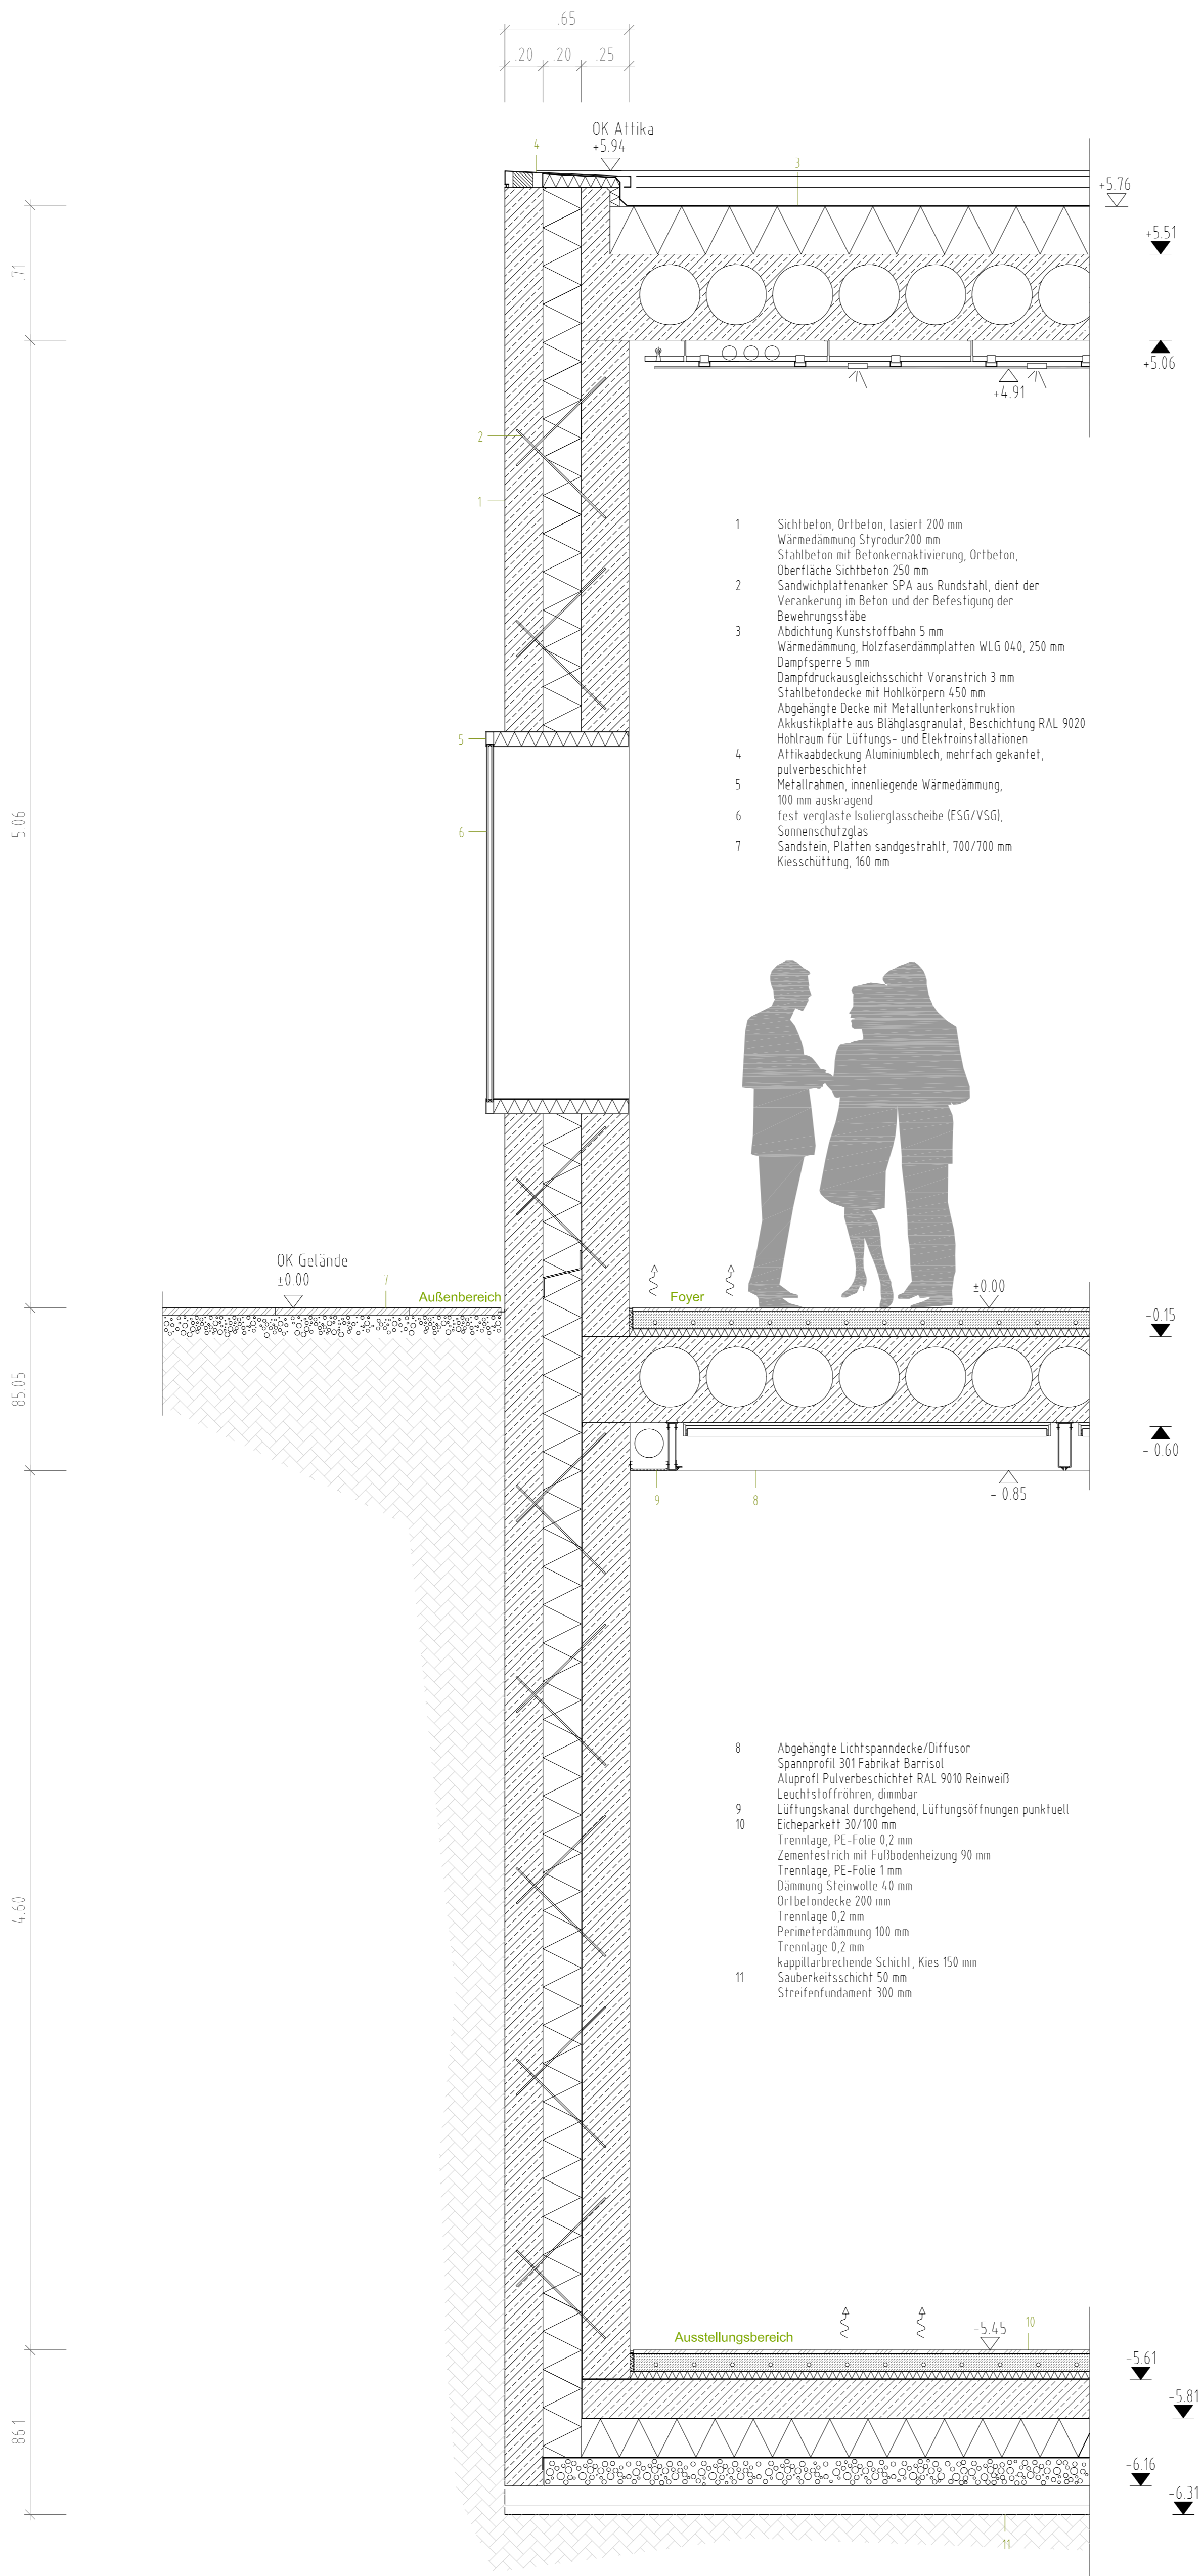 .65
.20 .20 .25
OK Attika
+5.94
4
3
+5.76
+5.51
.71
+5.06
+4.91
2
1
1 Sichtbeton, Ortbeton, lasiert 200 mm
Wärmedämmung Styrodur200 mm
Stahlbeton mit Betonkernaktivierung, Ortbeton,
Oberfläche Sichtbeton 250 mm
2 Sandwichplattenanker SPA aus Rundstahl, dient der
Verankerung im Beton und der Befestigung der
Bewehrungsstäbe
3 Abdichtung Kunststoffbahn 5 mm
Wärmedämmung, Holzfaserdämmplatten WLG 040, 250 mm
Dampfsperre 5 mm
Dampfdruckausgleichsschicht Voranstrich 3 mm
Stahlbetondecke mit Hohlkörpern 450 mm
Abgehängte Decke mit Metallunterkonstruktion
Akkustikplatte aus Blähglasgranulat, Beschichtung RAL 9020
Hohlraum für Lüftungs- und Elektroinstallationen
4 Attikaabdeckung Aluminiumblech, mehrfach gekantet,
pulverbeschichtet
5 Metallrahmen, innenliegende Wärmedämmung,
100 mm auskragend
6 fest verglaste Isolierglasscheibe (ESG/VSG),
Sonnenschutzglas
7 Sandstein, Platten sandgestrahlt, 700/700 mm
Kiesschüttung, 160 mm
5
6
5.06
OK Gelände
±0.00
7
Außenbereich
Foyer
±0.00
-0.15
85.05
- 0.60
- 0.85
9
8
8 Abgehängte Lichtspanndecke/Diffusor
Spannprofil 301 Fabrikat Barrisol
Aluprofl Pulverbeschichtet RAL 9010 Reinweiß
Leuchtstoffröhren, dimmbar
9 Lüftungskanal durchgehend, Lüftungsöffnungen punktuell
10 Eicheparkett 30/100 mm
Trennlage, PE-Folie 0,2 mm
Zementestrich mit Fußbodenheizung 90 mm
Trennlage, PE-Folie 1 mm
Dämmung Steinwolle 40 mm
Ortbetondecke 200 mm
Trennlage 0,2 mm
Perimeterdämmung 100 mm
Trennlage 0,2 mm
kappillarbrechende Schicht, Kies 150 mm
11 Sauberkeitsschicht 50 mm
Streifenfundament 300 mm
4.60
Ausstellungsbereich
-5.45
10
-5.61
-5.81
86.1
-6.16
-6.31
11